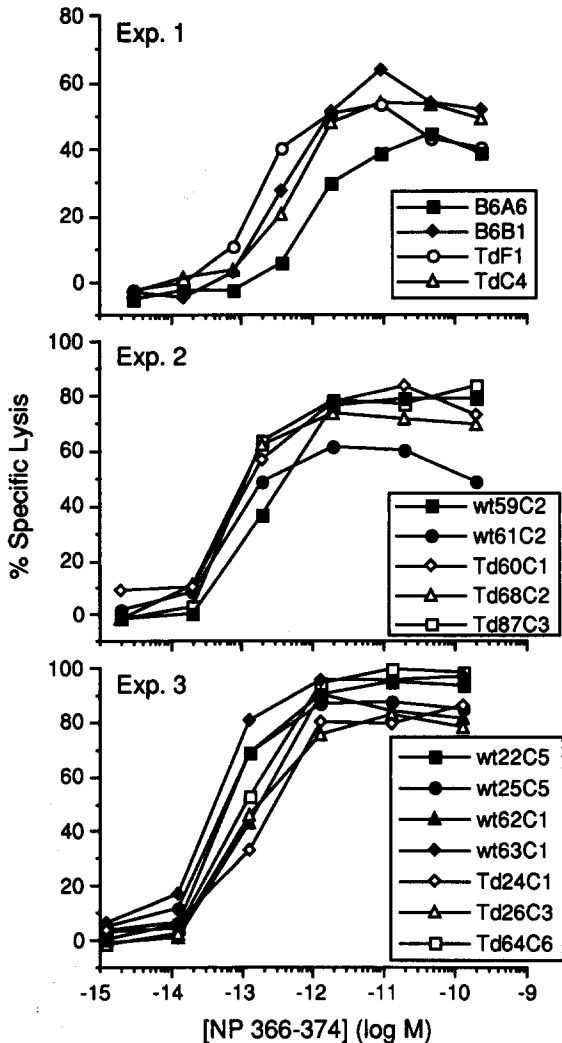 Exp. 1
80
60
40
20
0
B6A6
B6B1
TdF1
TdC4
Exp. 2
100
80
60
40
20
0
wt59C2
wt61C2
Td60C1
Td68C2
Td87C3
% Specific Lysis
Exp. 3
100
80
60
40
20
0
wt22C5
wt25C5
wt62C1
wt63C1
Td24C1
Td26C3
Td64C6
-15 -14 -13 -12 -11 -10 -9
[NP 366-374] (log M)